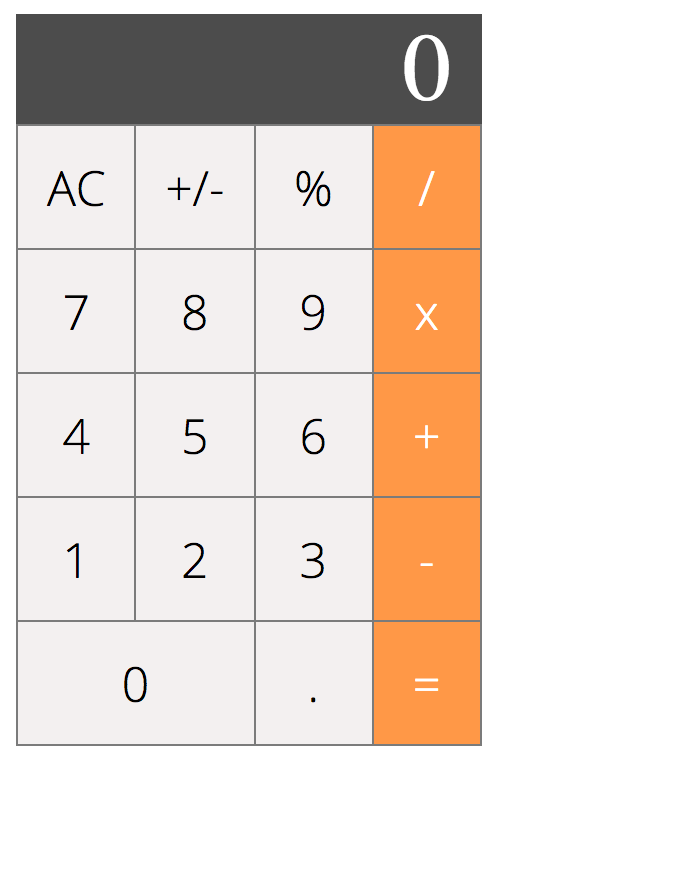 0
AC +/- % /
7 8 9 x
4 5 6 +
1 2 3 -
0 . =